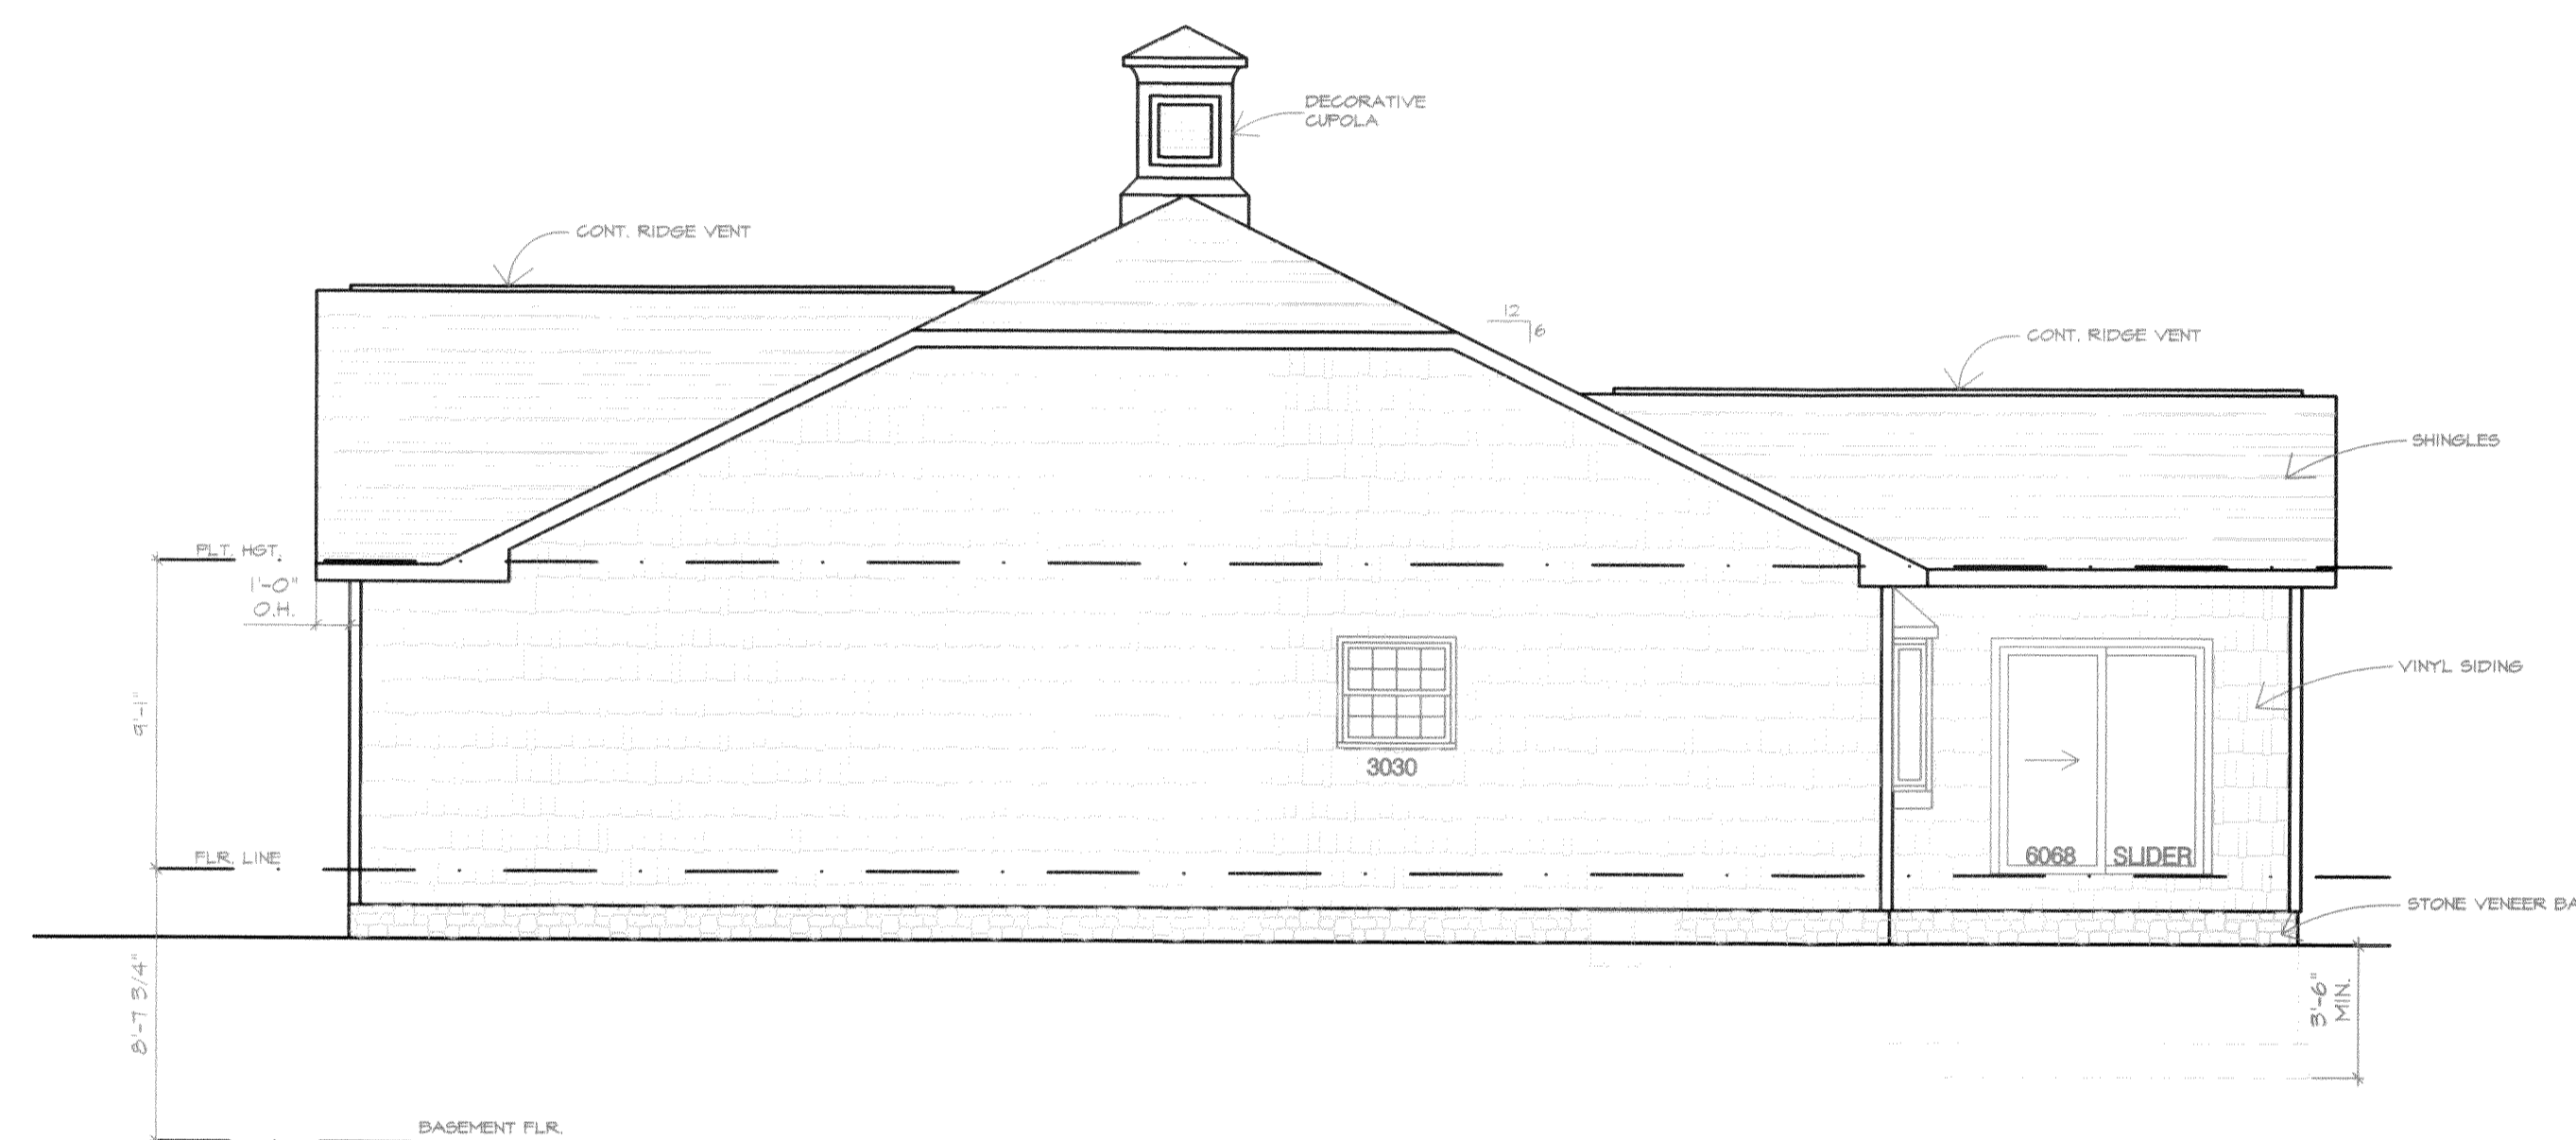 DECORATIVE
CUPOLA
CONT. RIDGE VENT
12
6
CONT. RIDGE VENT
SHINGLES
PLT. HGT.
1'-0"
O.H.
9'-1"
VINYL SIDING
3030
6068 SLIDER
FLR. LINE
STONE VENEER BA
8'-7 3/4"
3'-6"
MIN.
BASEMENT FLR.